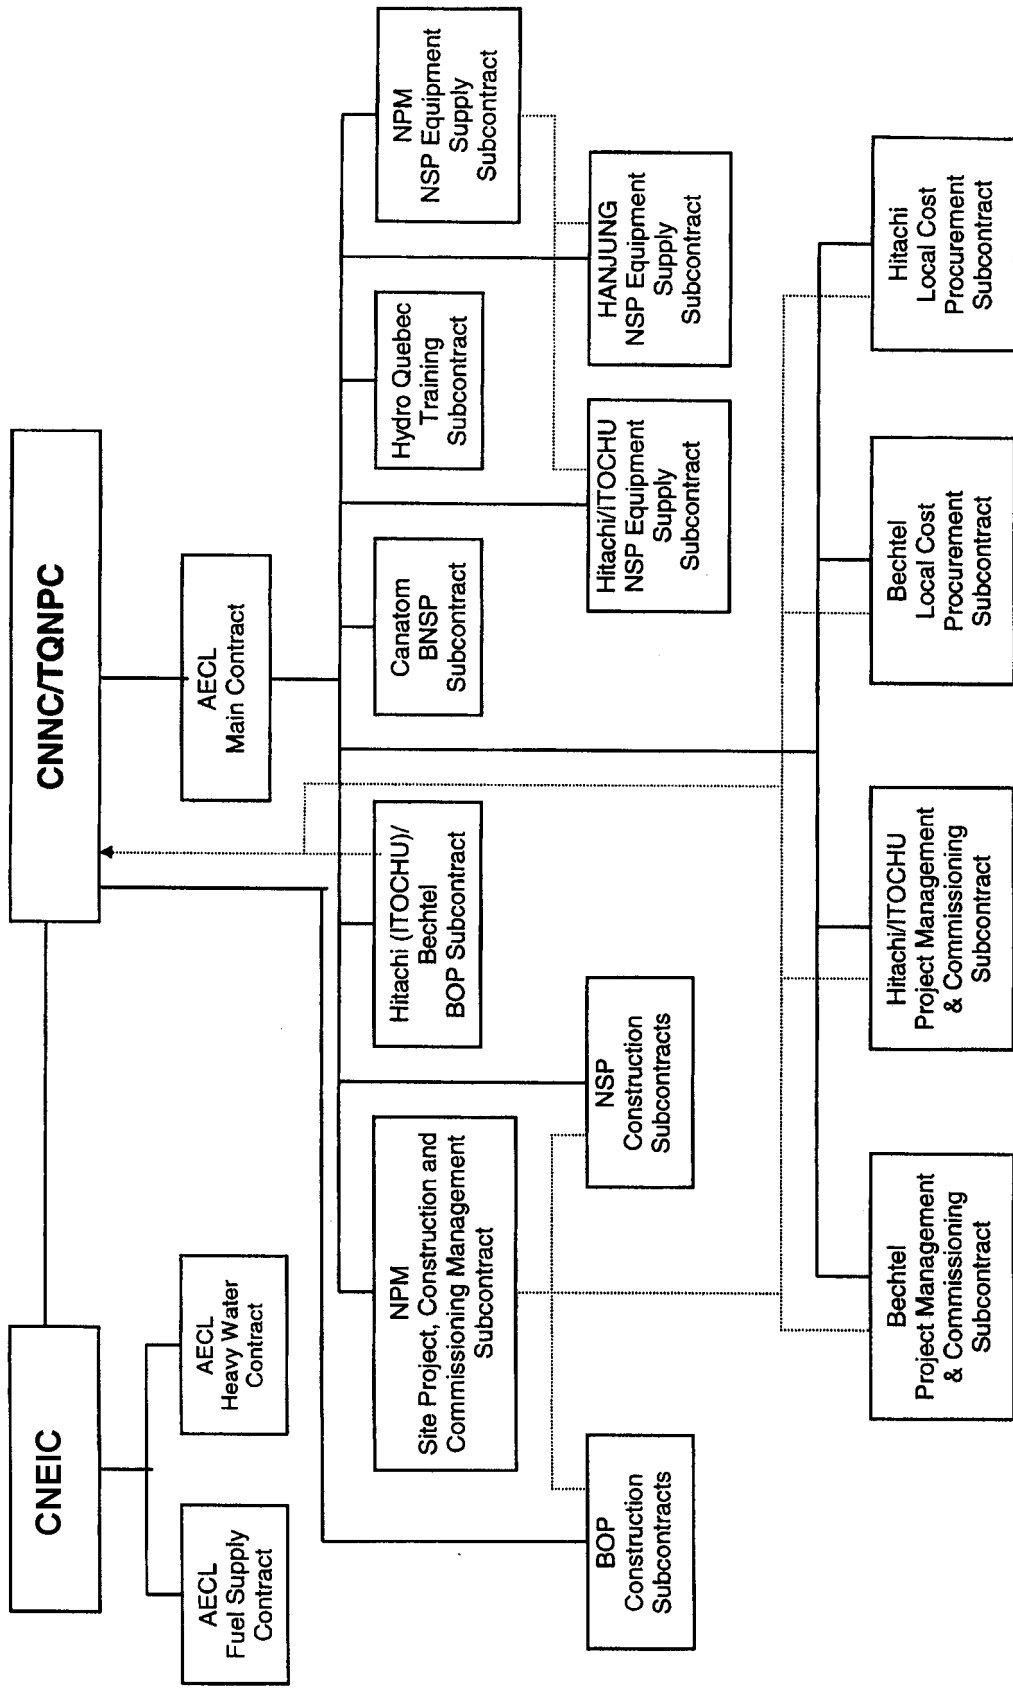 CNEIC
CNNC/TQNPC
AECL
Fuel Supply
Contract
AECL
Heavy Water
Contract
AECL
Main Contract
NPM
Site Project, Construction and
Commissioning Management
Subcontract
Hitachi (ITOCHU)/
Bechtel
BOP Subcontract
Canatom
BNSP
Subcontract
Hydro Quebec
Training
Subcontract
NPM
NSP Equipment
Supply
Subcontract
BOP
Construction
Subcontracts
NSP
Construction
Subcontracts
Hitachi/ITOCHU
NSP Equipment
Supply
Subcontract
HANJUNG
NSP Equipment
Supply
Subcontract
Bechtel
Project Management
& Commissioning
Subcontract
Hitachi/ITOCHU
Project Management
& Commissioning
Subcontract
Bechtel
Local Cost
Procurement
Subcontract
Hitachi
Local Cost
Procurement
Subcontract